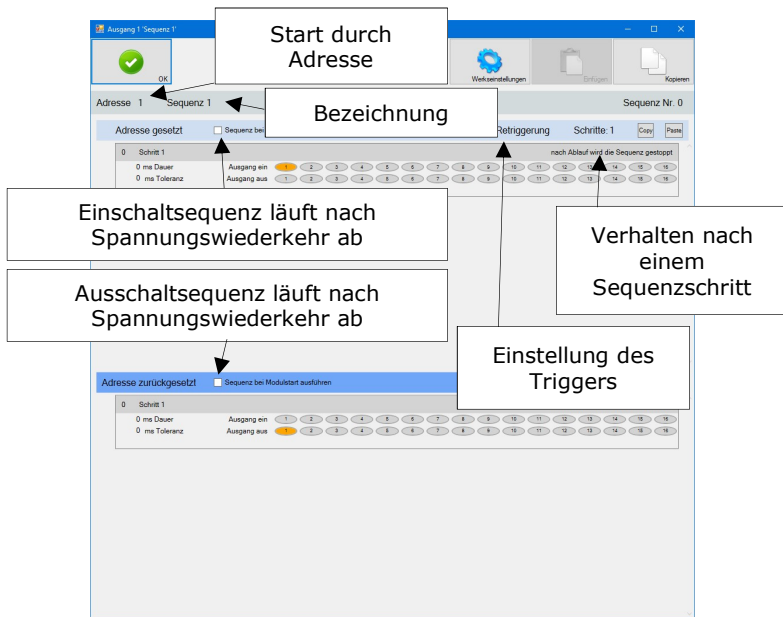 Ausgang 1 'Sequenz 1'
Start durch
Adresse
OK
Werkseinstellungen
Einfügen
Kopieren
Adresse 1 Sequenz 1
Sequenz Nr. 0
Bezeichnung
Adresse gesetzt
Sequenz bei
Retriggerung
Schritte: 1
Copy
Paste
0 Schritt 1
nach Ablauf wird die Sequenz gestoppt
0 ms Dauer Ausgang ein 1 2 3 4 5 6 7 8 9 10 11 12 13 14 15 16
0 ms Toleranz Ausgang aus 1 2 3 4 5 6 7 8 9 10 11 12 13 14 15 16
Einschaltsequenz läuft nach
Spannungswiederkehr ab
Verhalten nach
einem
Sequenzschritt
Ausschaltsequenz läuft nach
Spannungswiederkehr ab
Einstellung des
Triggers
Adresse zurückgesetzt
Sequenz bei Modulstart ausführen
0 Schritt 1
0 ms Dauer Ausgang ein 1 2 3 4 5 6 7 8 9 10 11 12 13 14 15 16
0 ms Toleranz Ausgang aus 1 2 3 4 5 6 7 8 9 10 11 12 13 14 15 16